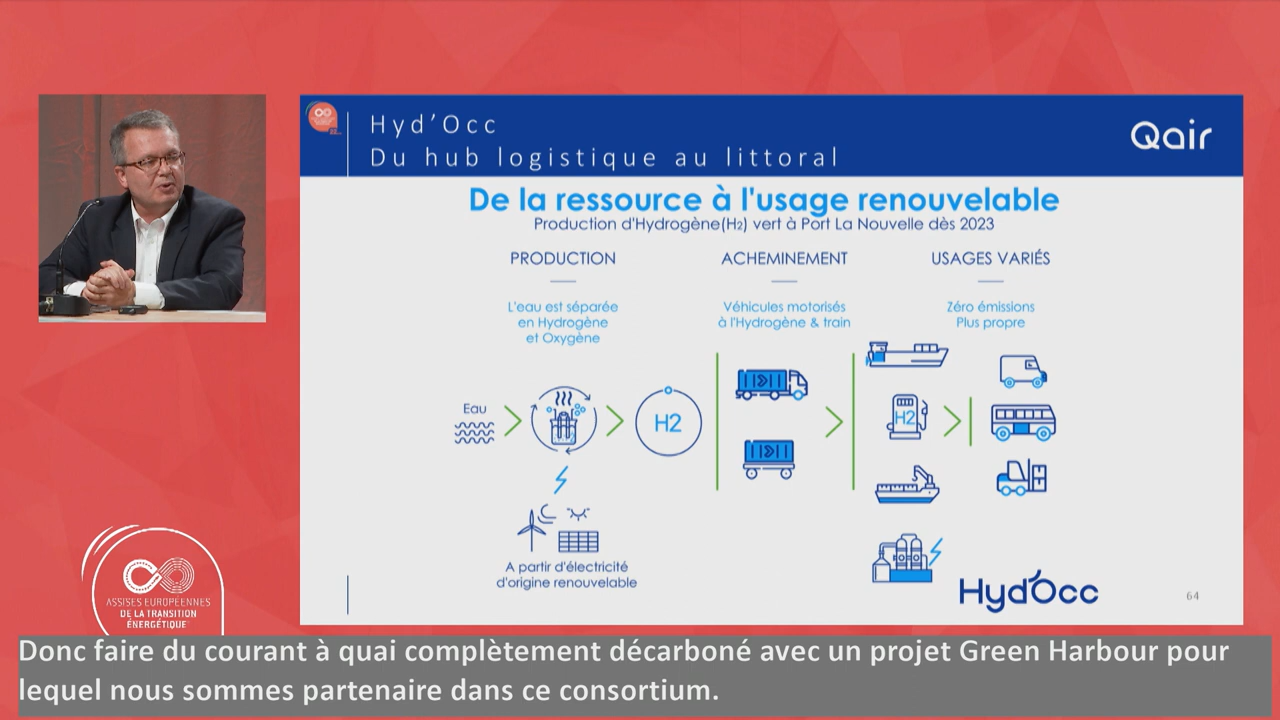 Hyd'Occ
Du hub logistique au littoral
Qair
De la ressource à l'usage renouvelable
Production d'Hydrogène(H2) vert à Port La Nouvelle dès 2023
PRODUCTION
L'eau est séparée
en Hydrogène
et Oxygène
ACHEMINEMENT
Véhicules motorisés
à l'Hydrogène & train
USAGES VARIÉS
Zéro émissions
Plus propre
Eau
H2
H2
A partir d'électricité
d'origine renouvelable
Hyd'Occ
64
ASSISES EUROPÉENNES
DE LA TRANSITION
ÉNERGÉTIQUE
Donc faire du courant à quai complètement décarboné avec un projet Green Harbour pour
lequel nous sommes partenaire dans ce consortium.